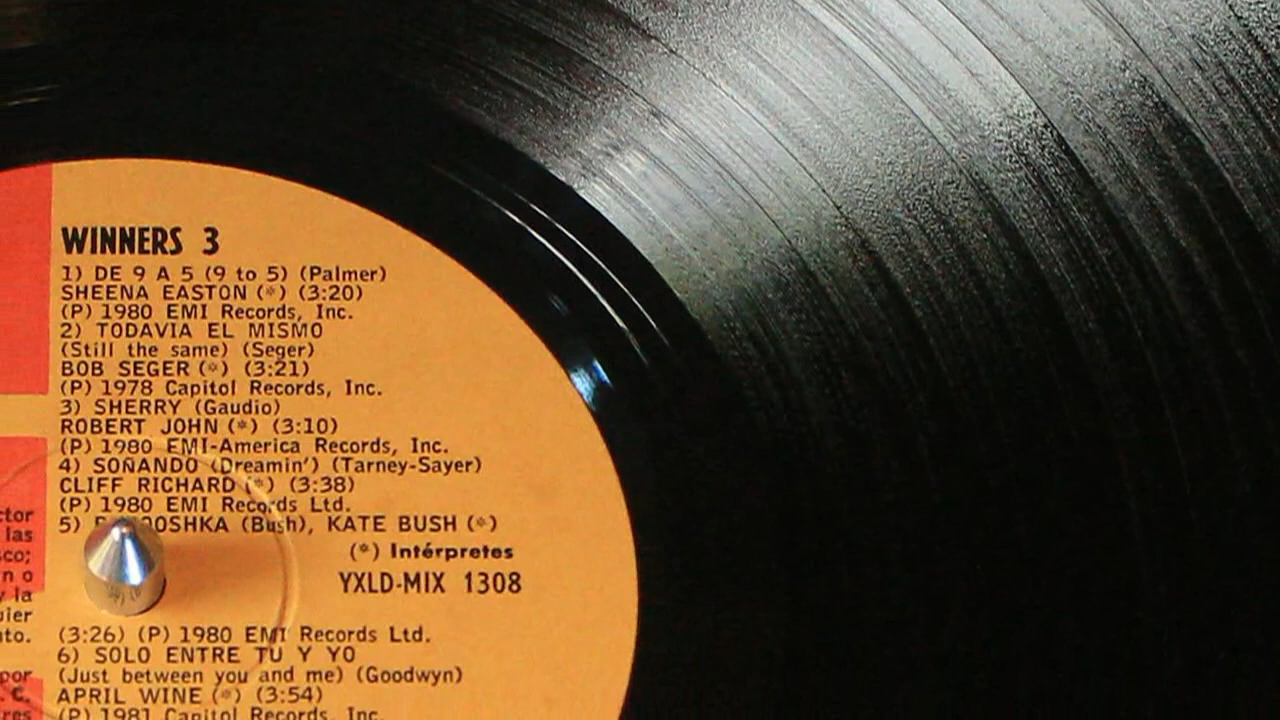 WINNERS 3
1) DE 9 A 5 (9 to 5) (Palmer)
SHEENA EASTON (*) (3:20)
(P) 1980 EMI Records, Inc.
2) TODAVIA EL MISMO
(Still the same) (Seger)
BOB SEGER (*) (3:21)
(P) 1978 Capitol Records, Inc.
3) SHERRY (Gaudio)
ROBERT JOHN (*) (3:10)
(P) 1980 EMI-America Records, Inc.
4) SOÑANDO (Dreamin') (Tarney-Sayer)
CLIFF RICHARD (*) (3:38)
(P) 1980 EMI Records Ltd.
5) (Bush), KATE BUSH (*)
(*) Intérpretes
YXLD-MIX 1308
(3:26) (P) 1980 EMI Records Ltd.
6) SOLO ENTRE TU Y YO
(Just between you and me) (Goodwyn)
APRIL WINE (*) (3:54)
(P) 1981 Capitol Records, Inc.
las
o
y la
por
C.